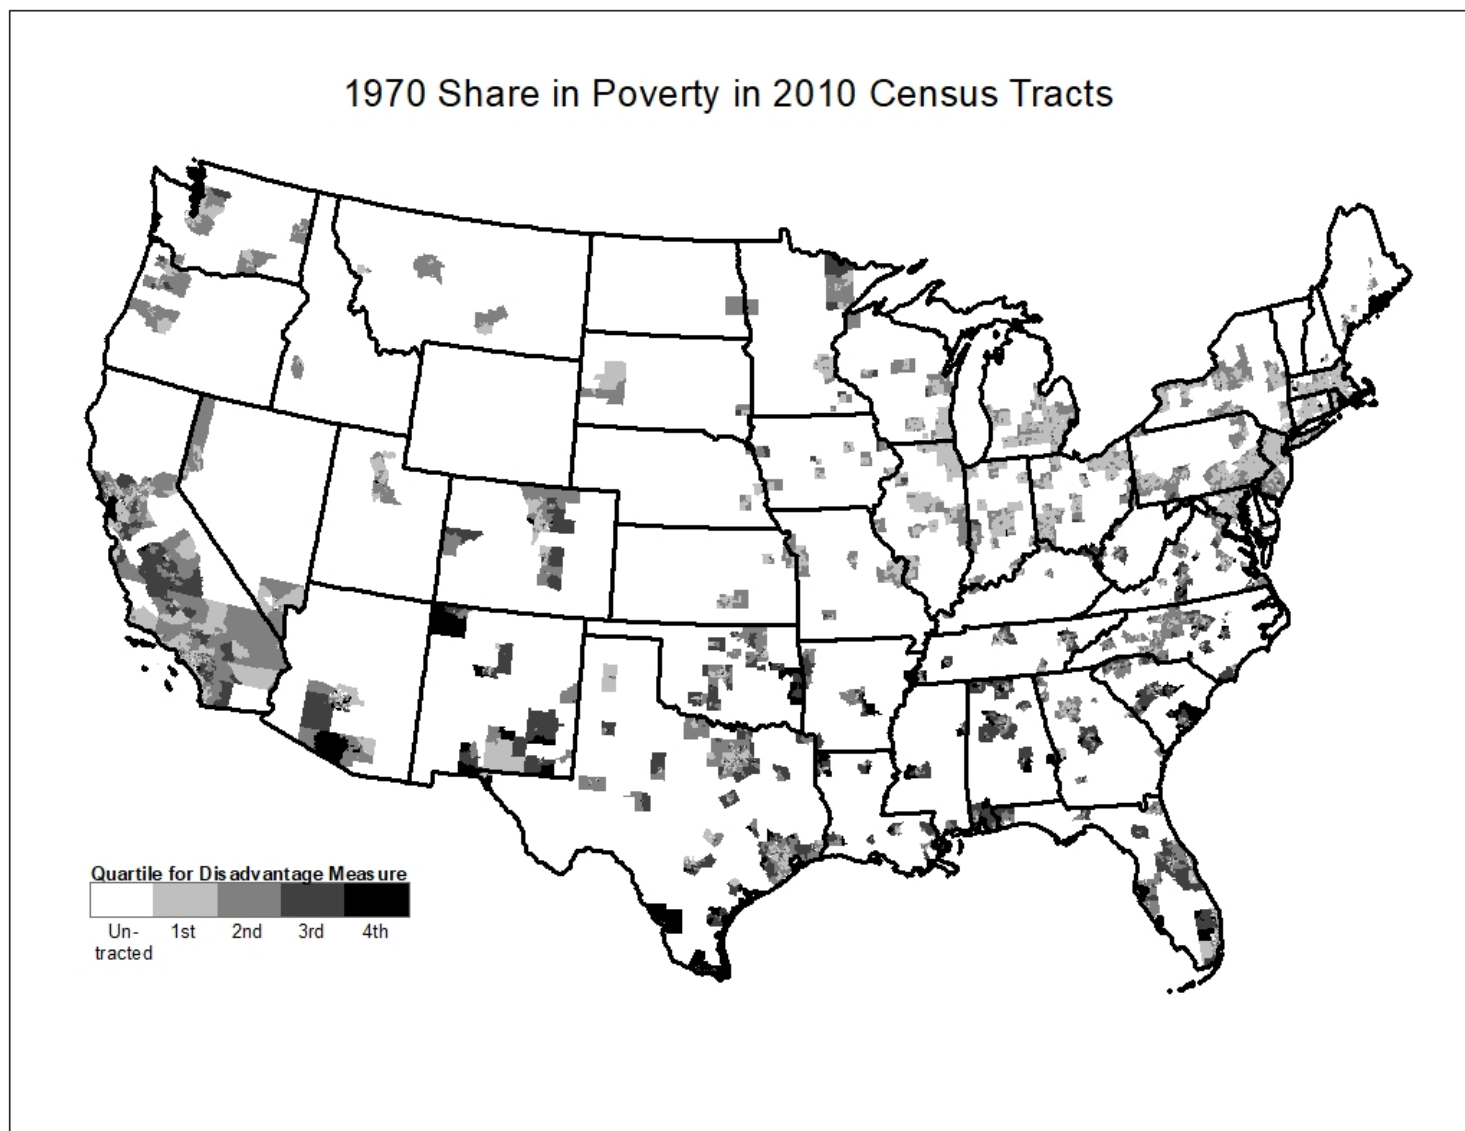 1970 Share in Poverty in 2010 Census Tracts
Quartile for Disadvantage Measure
Un-
tracted
1st
2nd
3rd
4th